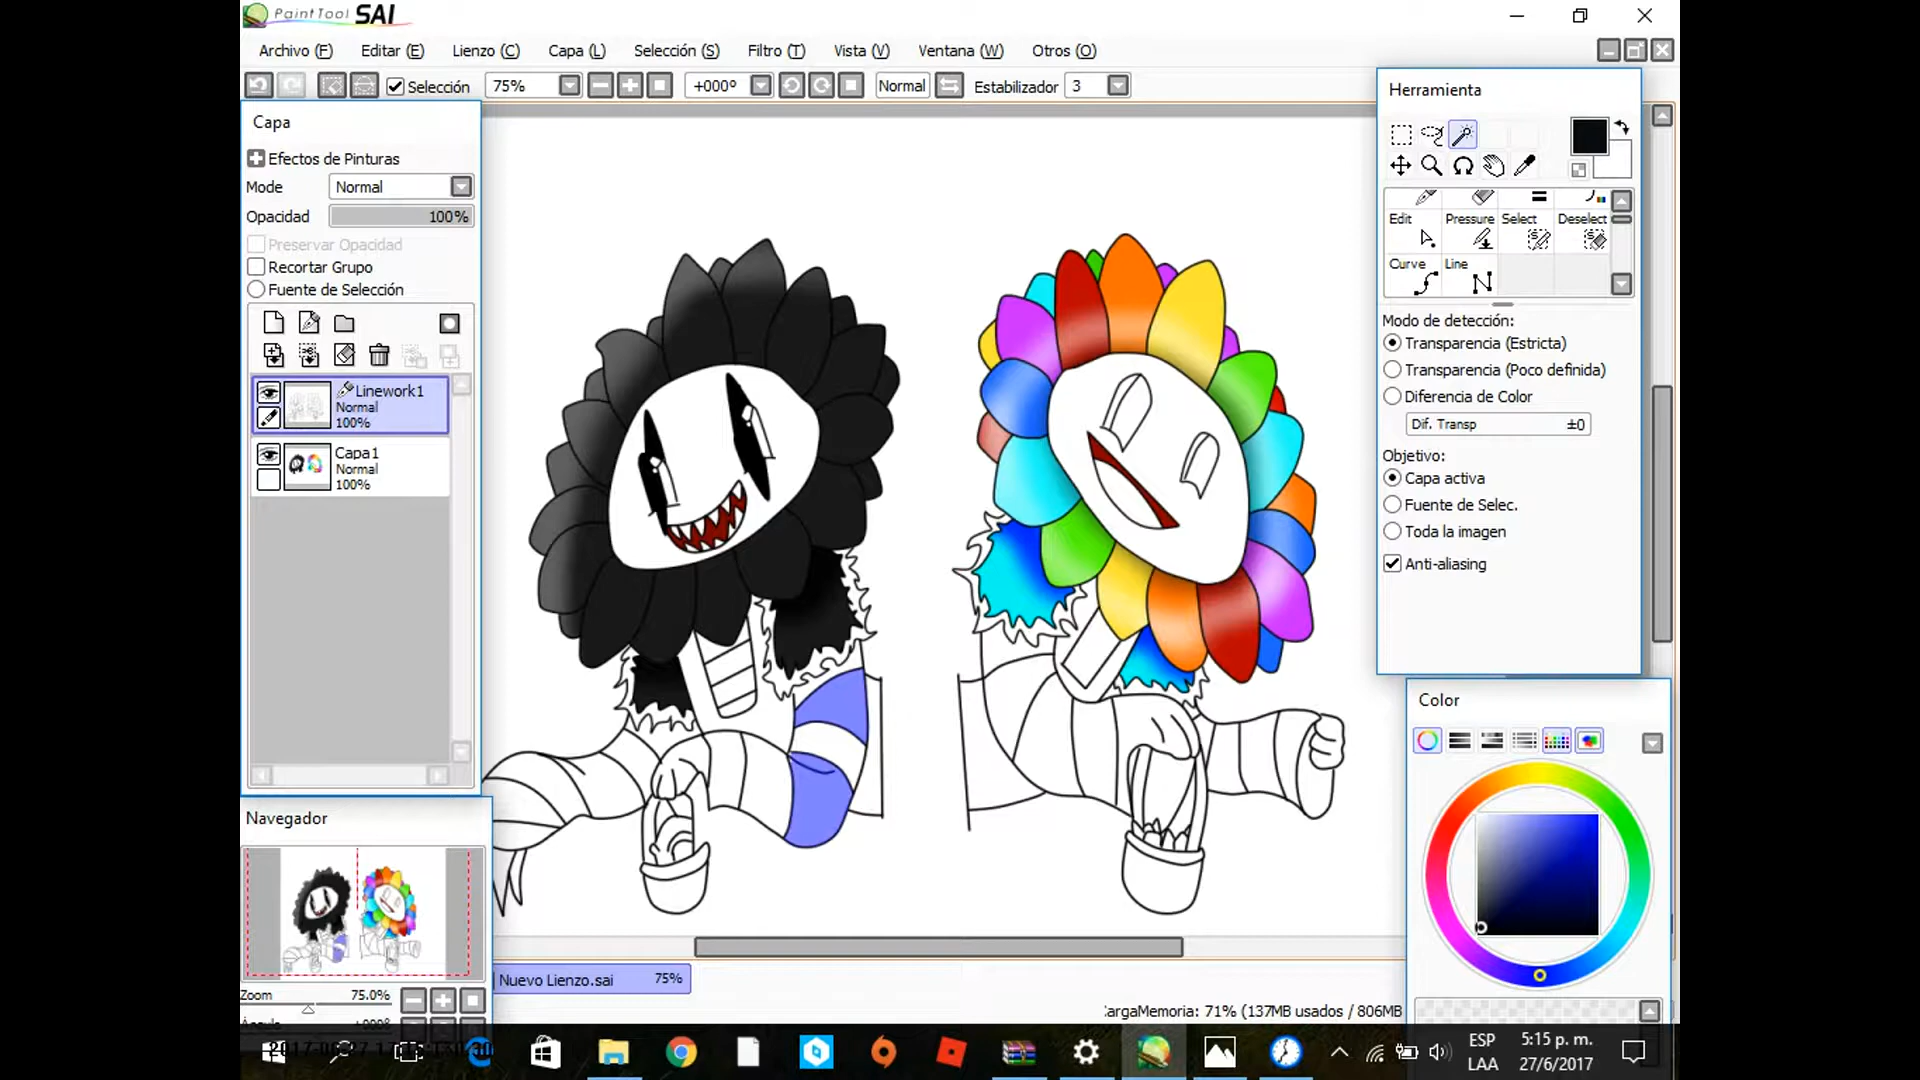 PaintTool SAI
Archivo (F) Editar (E) Lienzo (C) Capa (L) Selección (S) Filtro (T) Vista (V) Ventana (W) Otros (O)
Selección 75% +000º Normal Estabilizador 3
Capa
Efectos de Pinturas
Mode Normal
Opacidad 100%
Preservar Opacidad
Recortar Grupo
Fuente de Selección
Linework1
Normal
100%
Capa1
Normal
100%
Navegador
Zoom 75.0%
Ángulo +000º
Herramienta
Edit Pressure Select Deselect
Curve Line
Modo de detección:
Transparencia (Estricta)
Transparencia (Poco definida)
Diferencia de Color
Dif. Transp ±0
Objetivo:
Capa activa
Fuente de Selec.
Toda la imagen
Anti-aliasing
Color
Nuevo Lienzo.sai 75%
argaMemoria: 71% (137MB usados / 806MB
ESP
LAA
5:15 p. m.
27/6/2017